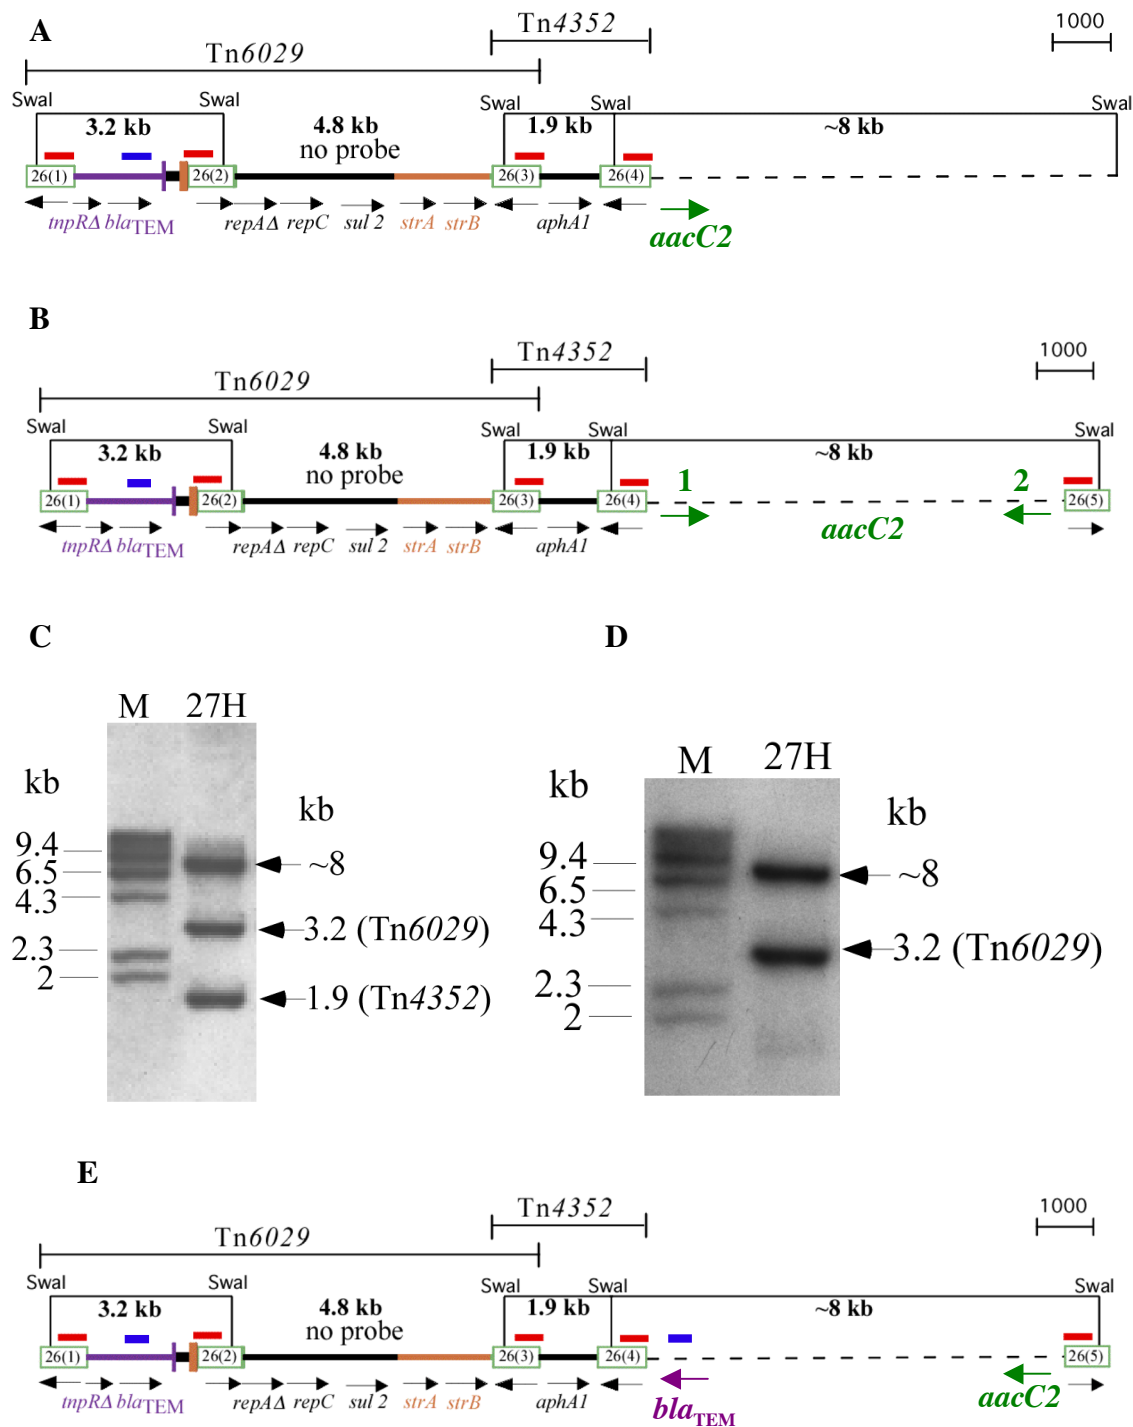 A
Tn4352
1000
Tn6029
SwaI SwaI SwaI SwaI SwaI
3.2 kb 4.8 kb 1.9 kb ~8 kb
no probe
26(1) 26(2) 26(3) 26(4)
tnpRΔ blaTEM repAΔ repC sul 2 strA strB aphA1 aacC2
B
Tn4352
1000
Tn6029
SwaI SwaI SwaI SwaI SwaI
3.2 kb 4.8 kb 1.9 kb ~8 kb
no probe
1 2
26(1) 26(2) 26(3) 26(4) 26(5)
aacC2
tnpRΔ blaTEM repAΔ repC sul 2 strA strB aphA1
C
M 27H
kb
kb
9.4
6.5
4.3
2.3
2
~8
3.2 (Tn6029)
1.9 (Tn4352)
D
M 27H
kb
kb
9.4
6.5
4.3
2.3
2
~8
3.2 (Tn6029)
E
Tn4352
1000
Tn6029
SwaI SwaI SwaI SwaI SwaI
3.2 kb 4.8 kb 1.9 kb ~8 kb
no probe
26(1) 26(2) 26(3) 26(4) 26(5)
tnpRΔ blaTEM repAΔ repC sul 2 strA strB aphA1 blaTEM aacC2